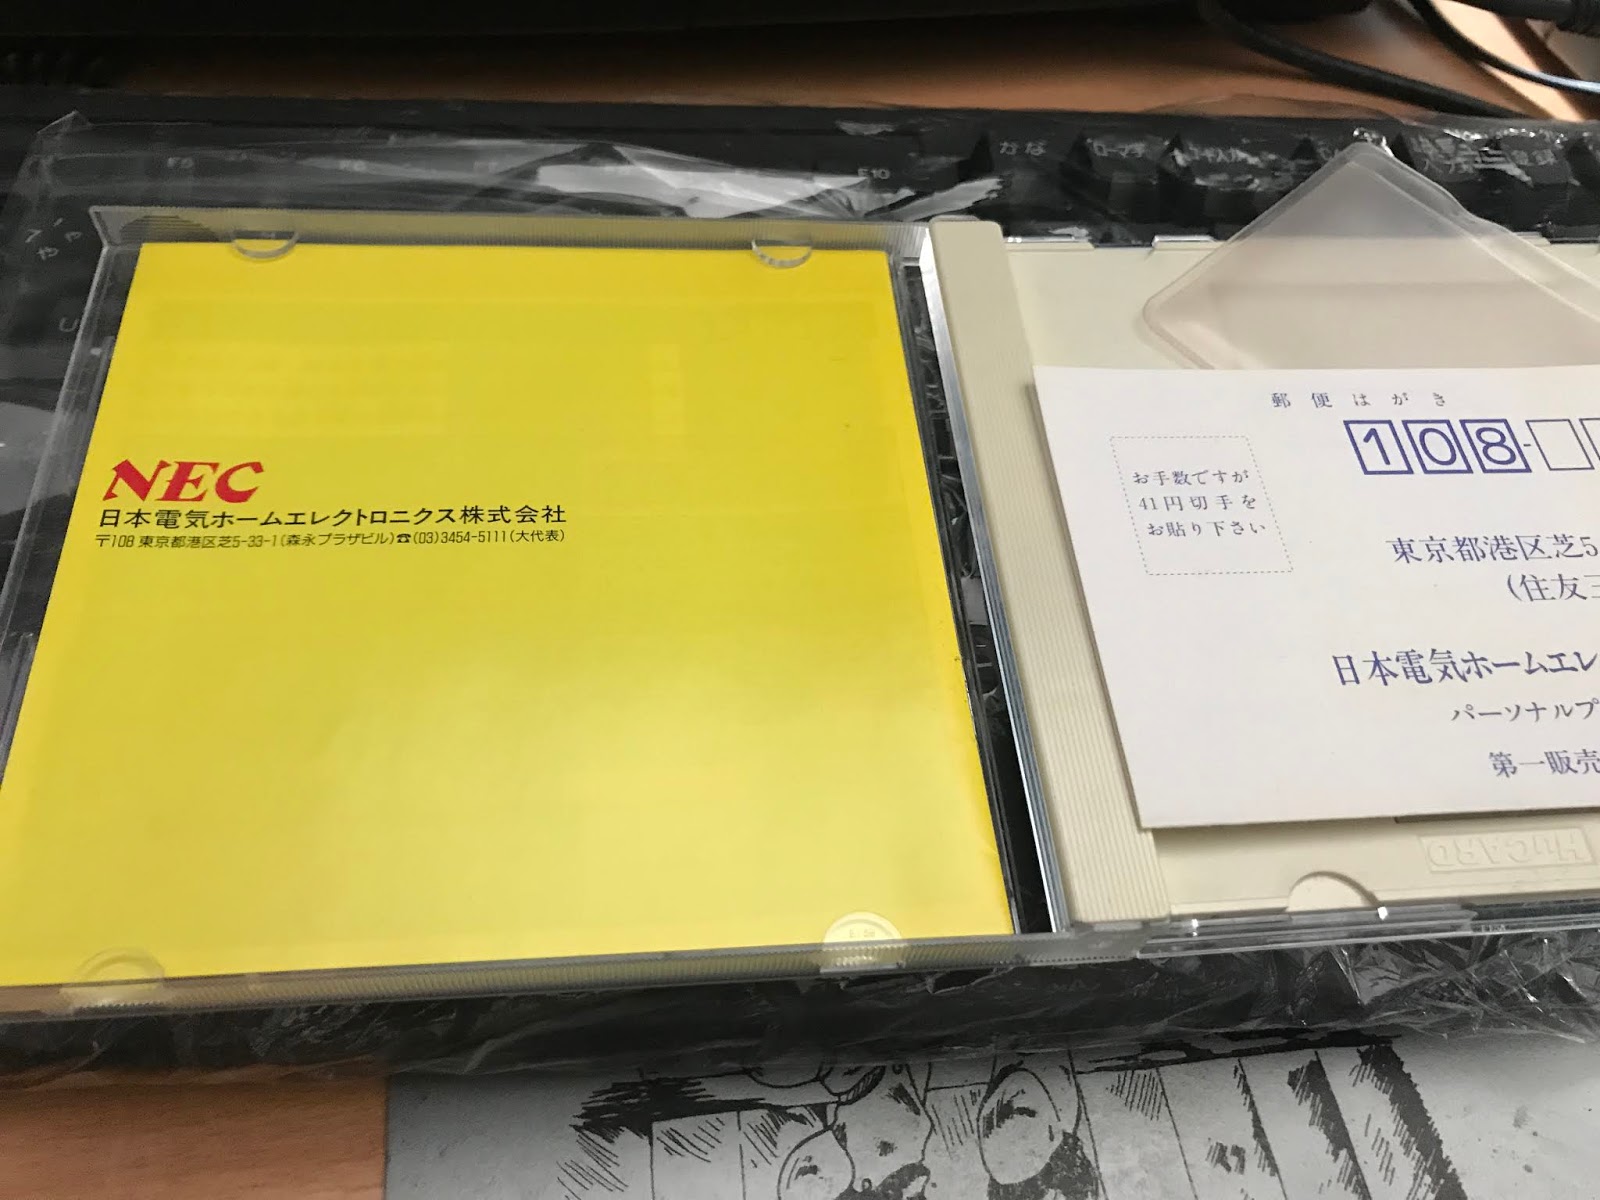 F5
F10
かな
NEC
日本電気ホームエレクトロニクス株式会社
〒108 東京都港区芝5-33-1(森永プラザビル)☎(03)3454-5111(大代表)
郵便はがき
108-
お手数ですが
41円切手を
お貼り下さい
東京都港区芝5
(住友三
日本電気ホームエレ
パーソナルプ
第一販売
HuCARD